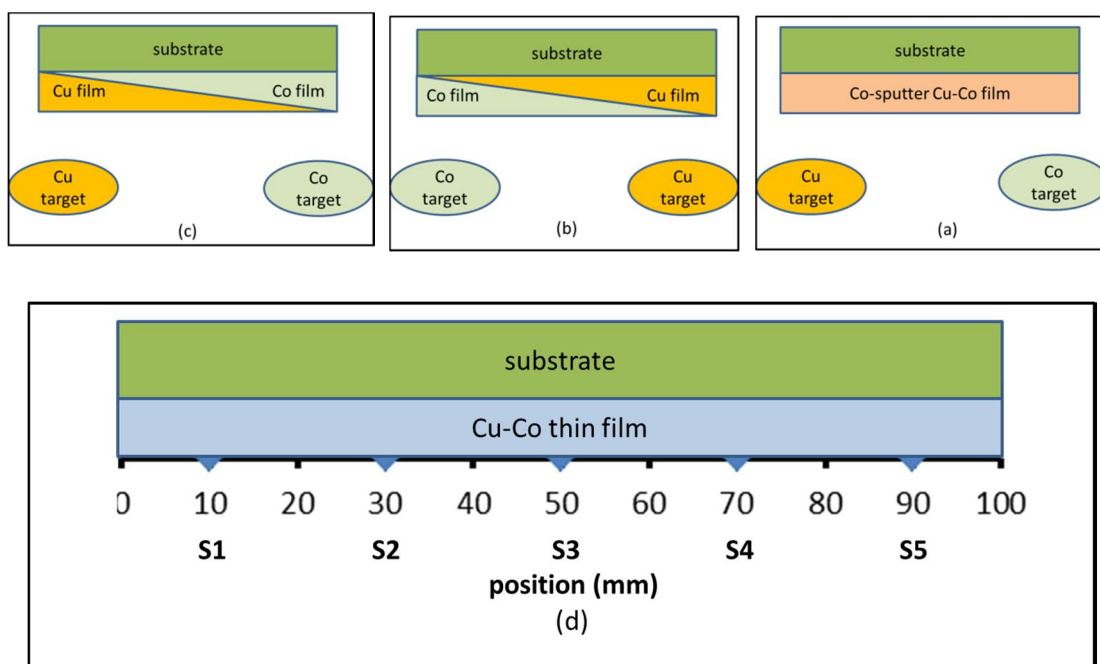 substrate
Cu film
Co film
Cu
target
Co
target
(c)
substrate
Co film
Cu film
Co
target
Cu
target
(b)
substrate
Co-sputter Cu-Co film
Cu
target
Co
target
(a)
substrate
Cu-Co thin film
0 10 20 30 40 50 60 70 80 90 100
S1 S2 S3 S4 S5
position (mm)
(d)